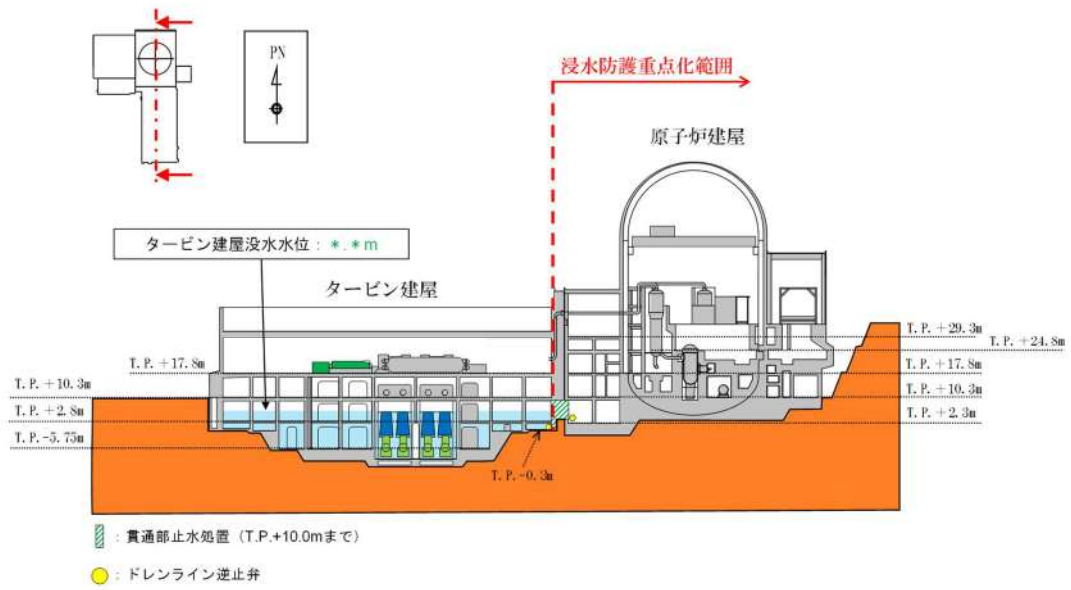 PN
浸水防護重点化範囲
原子炉建屋
タービン建屋没水水位：*.*m
タービン建屋
T.P.+29.3m
T.P.+24.8m
T.P.+17.8m
T.P.+17.8m
T.P.+10.3m
T.P.+10.3m
T.P.+2.8m
T.P.+2.3m
T.P.-5.75m
T.P.-0.3m
：貫通部止水処置（T.P.+10.0mまで）
：ドレンライン逆止弁